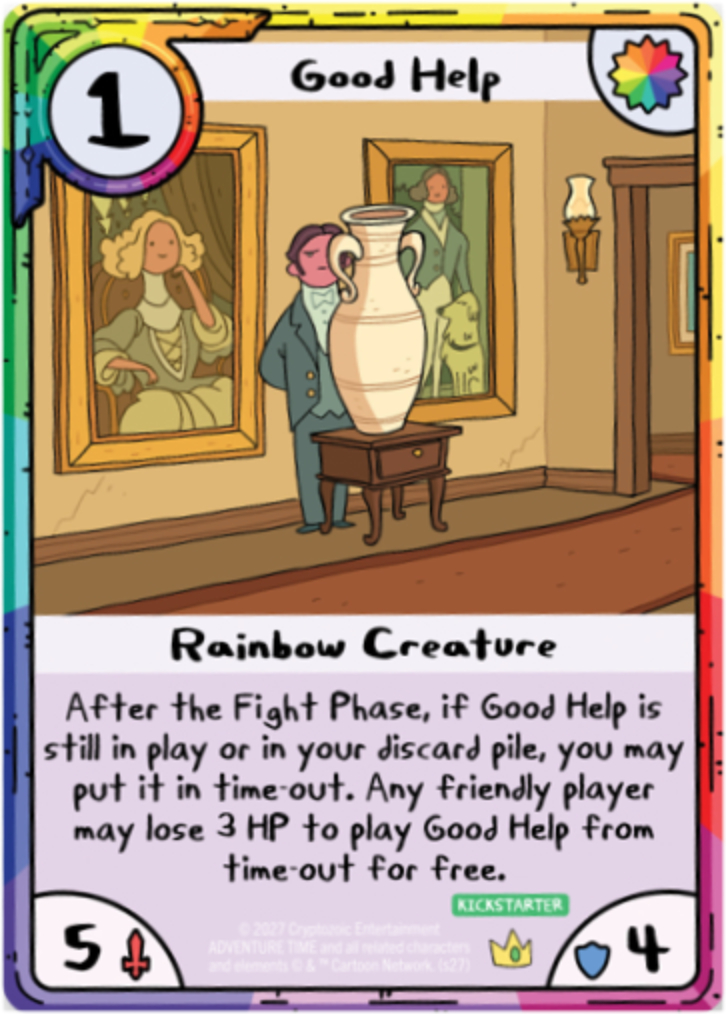 1
Good Help
Rainbow Creature
After the Fight Phase, if Good Help is
still in play or in your discard pile, you may
put it in time-out. Any friendly player
may lose 3 HP to play Good Help from
time-out for free.
KICKSTARTER
5
© 2027 Cryptozoic Entertainment
ADVENTURE TIME and all related characters
and elements © & ™ Cartoon Network. (s27)
4